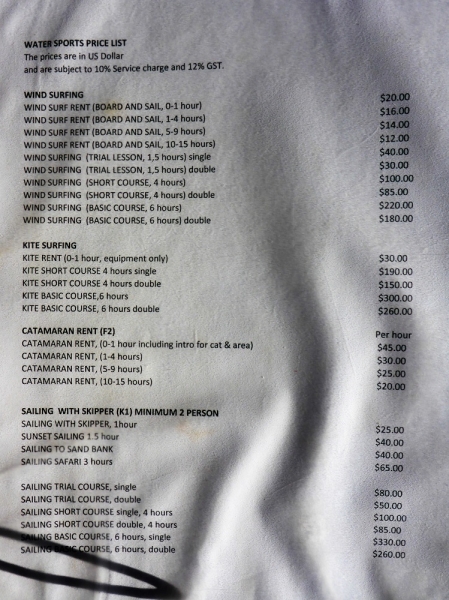 WATER SPORTS PRICE LIST
The prices are in US Dollar
and are subject to 10% Service charge and 12% GST.
WIND SURFING
WIND SURF RENT (BOARD AND SAIL, 0-1 hour) $20.00
WIND SURF RENT (BOARD AND SAIL, 1-4 hours) $16.00
WIND SURF RENT (BOARD AND SAIL, 5-9 hours) $14.00
WIND SURF RENT (BOARD AND SAIL, 10-15 hours) $12.00
WIND SURFING (TRIAL LESSON, 1,5 hours) single $40.00
WIND SURFING (TRIAL LESSON, 1,5 hours) double $30.00
WIND SURFING (SHORT COURSE, 4 hours) $100.00
WIND SURFING (SHORT COURSE, 4 hours) double $85.00
WIND SURFING (BASIC COURSE, 6 hours) $220.00
WIND SURFING (BASIC COURSE, 6 hours) double $180.00
KITE SURFING
KITE RENT (0-1 hour, equipment only) $30.00
KITE SHORT COURSE 4 hours single $190.00
KITE SHORT COURSE 4 hours double $150.00
KITE BASIC COURSE,6 hours $300.00
KITE BASIC COURSE, 6 hours double $260.00
CATAMARAN RENT (F2) Per hour
CATAMARAN RENT, (0-1 hour including intro for cat & area) $45.00
CATAMARAN RENT, (1-4 hours) $30.00
CATAMARAN RENT, (5-9 hours) $25.00
CATAMARAN RENT, (10-15 hours) $20.00
SAILING WITH SKIPPER (K1) MINIMUM 2 PERSON
SAILING WITH SKIPPER, 1hour $25.00
SUNSET SAILING 1.5 hour $40.00
SAILING TO SAND BANK $40.00
SAILING SAFARI 3 hours $65.00
SAILING TRIAL COURSE, single $80.00
SAILING TRIAL COURSE, double $50.00
SAILING SHORT COURSE single, 4 hours $100.00
SAILING SHORT COURSE double, 4 hours $85.00
SAILING BASIC COURSE, 6 hours, single $330.00
SAILING BASIC COURSE, 6 hours, double $260.00